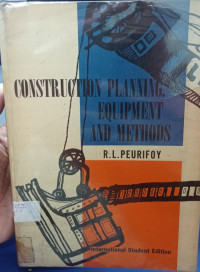 CONSTRUCTION PLANNING,
EQUIPMENT
AND METHODS
R.L.PEURIFOY
International Student Edition